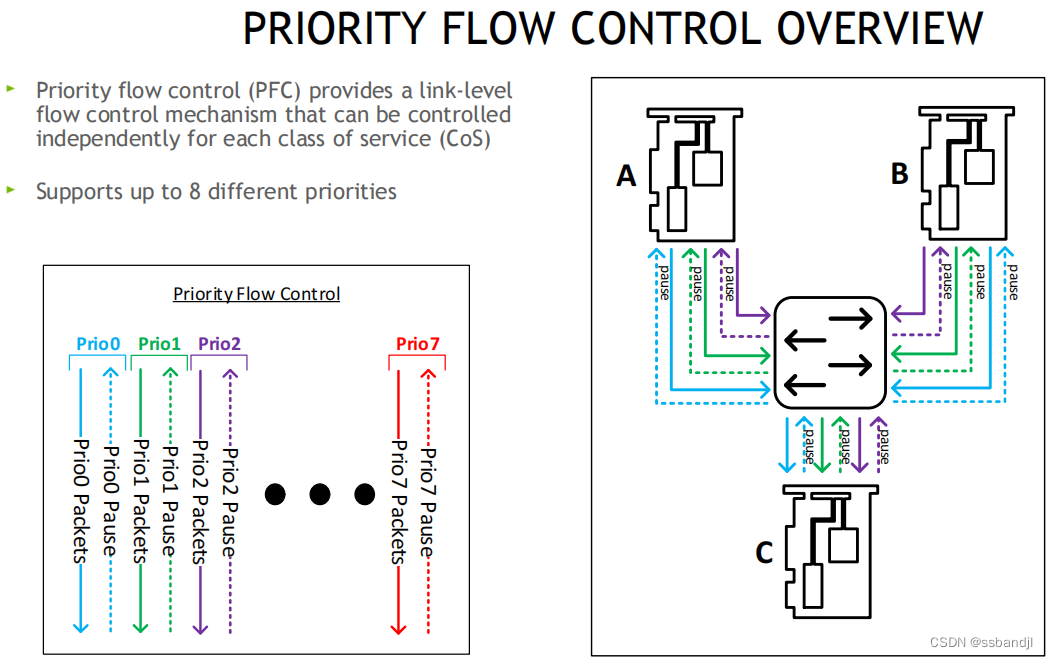 PRIORITY FLOW CONTROL OVERVIEW
Priority flow control (PFC) provides a link-level
flow control mechanism that can be controlled
independently for each class of service (CoS)
Supports up to 8 different priorities
Priority Flow Control
Prio0 Prio1 Prio2 Prio7
Prio0 Packets
Prio0 Pause
Prio1 Packets
Prio1 Pause
Prio2 Packets
Prio2 Pause
Prio7 Packets
Prio7 Pause
A
B
pause
pause
pause
pause
pause
pause
pause
pause
pause
C
CSDN @ssbandjl